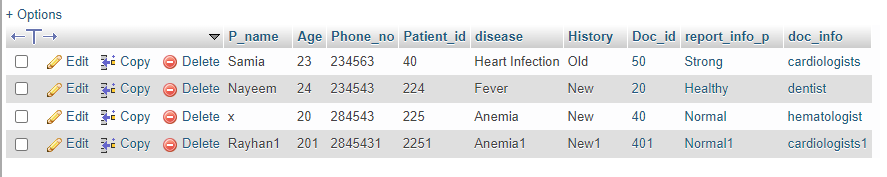 + Options
P_name Age Phone_no Patient_id disease History Doc_id report_info_p doc_info
Edit Copy Delete Samia 23 234563 40 Heart Infection Old 50 Strong cardiologists
Edit Copy Delete Nayeem 24 234543 224 Fever New 20 Healthy dentist
Edit Copy Delete x 20 284543 225 Anemia New 40 Normal hematologist
Edit Copy Delete Rayhan1 201 2845431 2251 Anemia1 New1 401 Normal1 cardiologists1